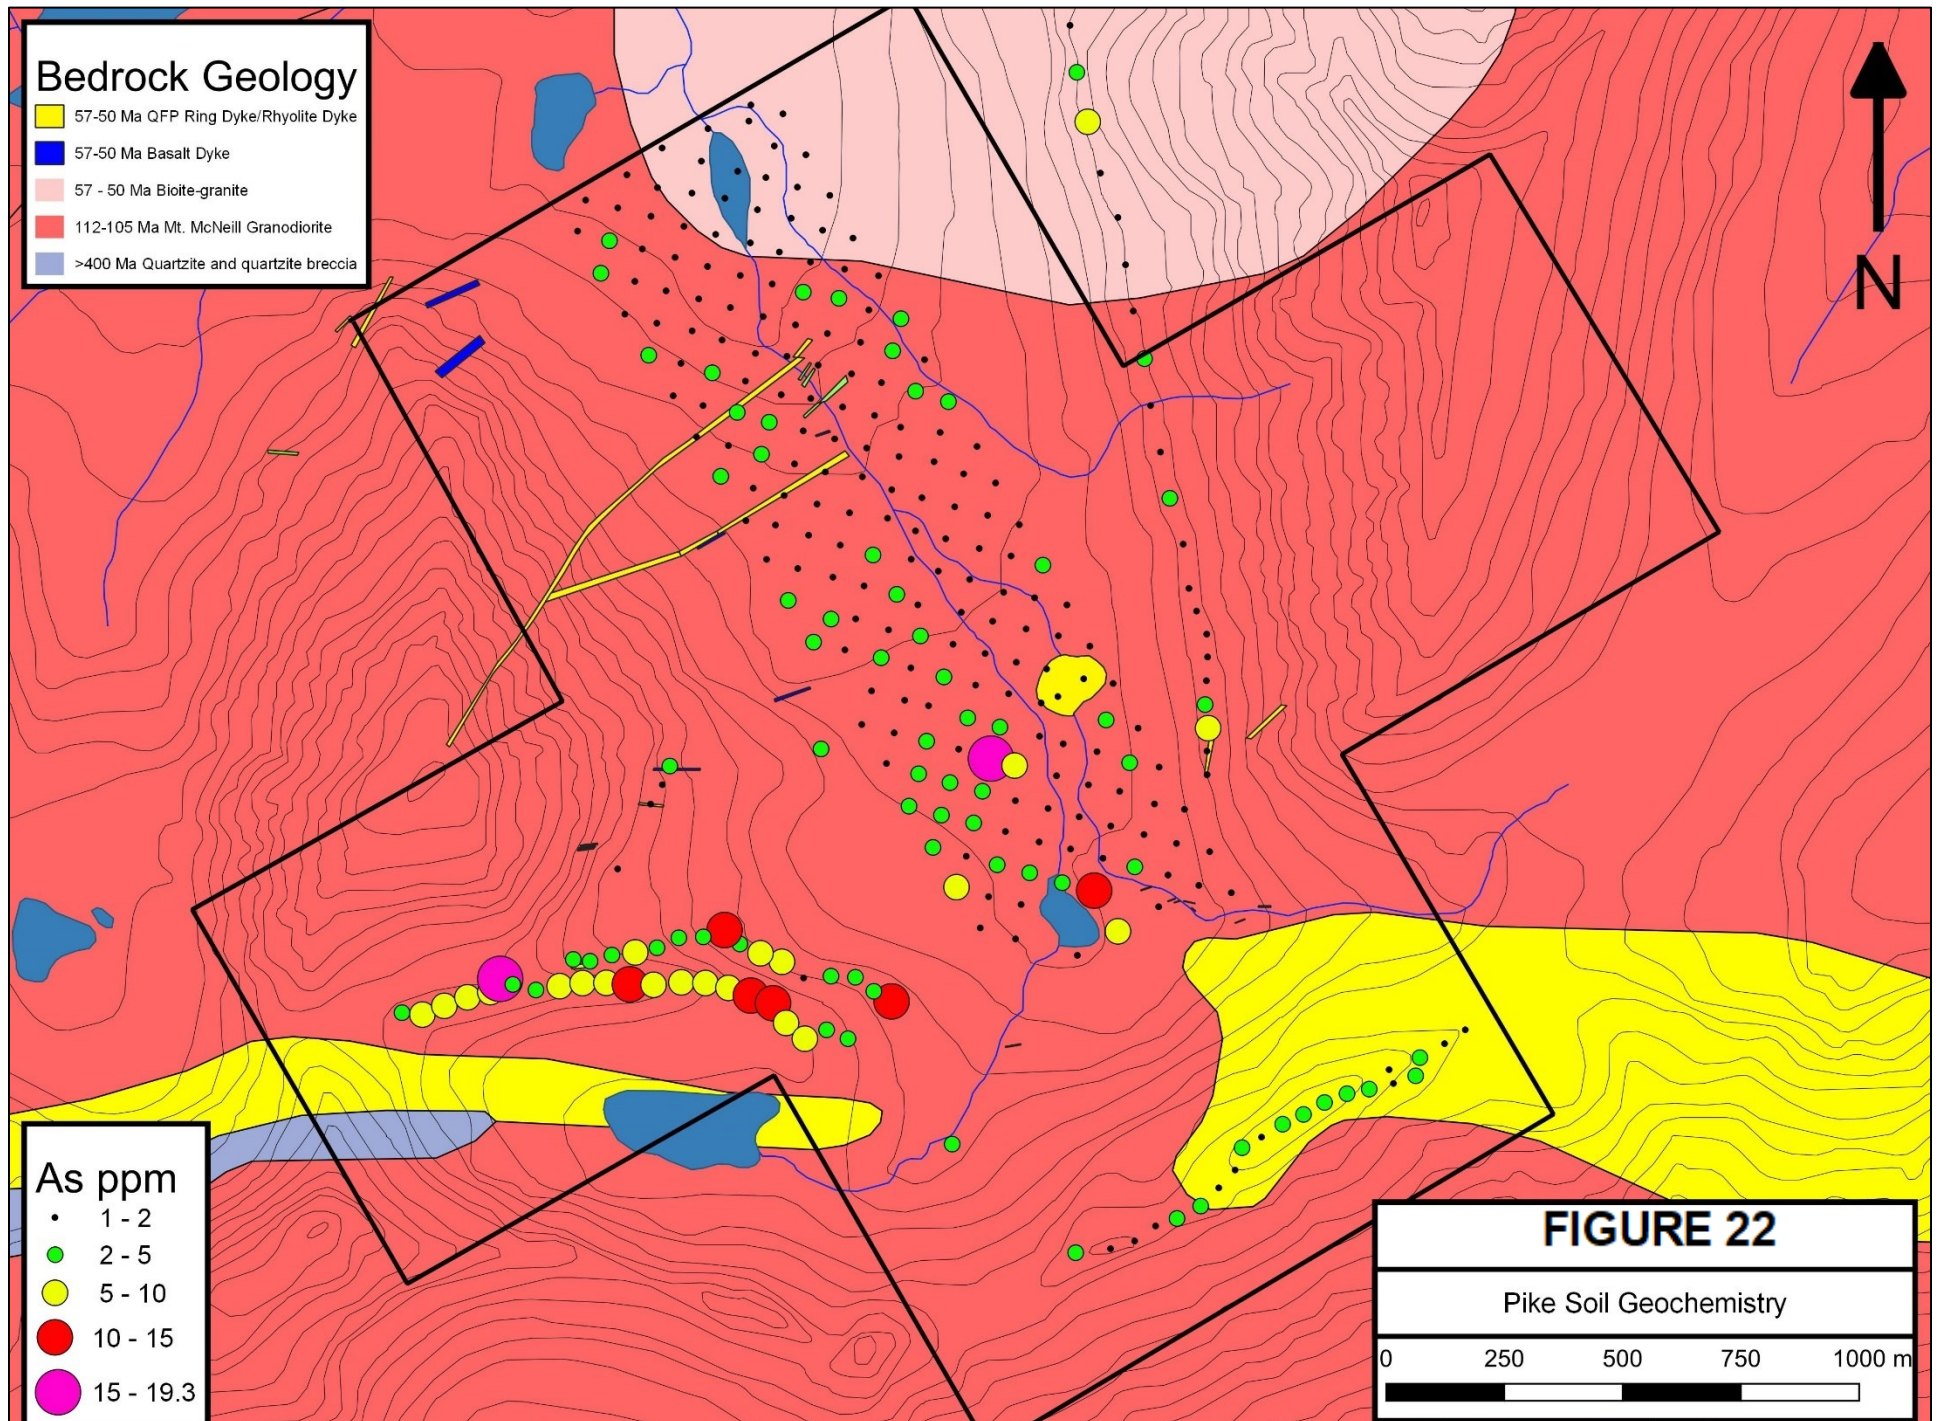 Bedrock Geology
57-50 Ma QFP Ring Dyke/Rhyolite Dyke
57-50 Ma Basalt Dyke
57 - 50 Ma Bioite-granite
112-105 Ma Mt. McNeill Granodiorite
>400 Ma Quartzite and quartzite breccia
N
As ppm
1 - 2
2 - 5
5 - 10
10 - 15
15 - 19.3
FIGURE 22
Pike Soil Geochemistry
0 250 500 750 1000 m